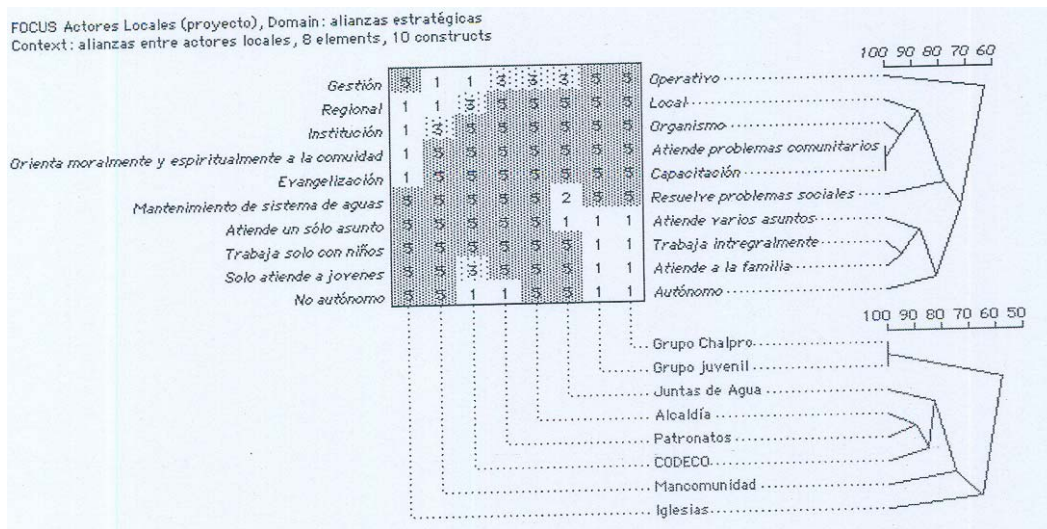 FOCUS Actores Locales (proyecto), Domain: alianzas estratégicas
Context: alianzas entre actores locales, 8 elements, 10 constructs
100 90 80 70 60
Gestión 5 1 1 3 3 3 5 5 Operativo
Regional 1 1 3 5 5 5 5 5 Local
Institución 1 3 5 5 5 5 5 5 Organismo
Orienta moralmente y espiritualmente a la comuidad 1 5 5 5 5 5 5 5 Atiende problemas comunitarios
Evangelización 1 5 5 5 5 5 5 5 Capacitación
Mantenimiento de sistema de aguas 5 5 5 5 5 2 5 5 Resuelve problemas sociales
Atiende un sólo asunto 5 5 5 5 5 1 1 1 Atiende varios asuntos
Trabaja solo con niños 5 5 5 5 5 5 1 1 Trabaja intregralmente
Solo atiende a jovenes 5 5 3 5 5 5 1 1 Atiende a la familia
No autónomo 5 5 1 1 5 5 1 1 Autónomo
100 90 80 70 60 50
Grupo Chalpro
Grupo juvenil
Juntas de Agua
Alcaldía
Patronatos
CODECO
Mancomunidad
Iglesias